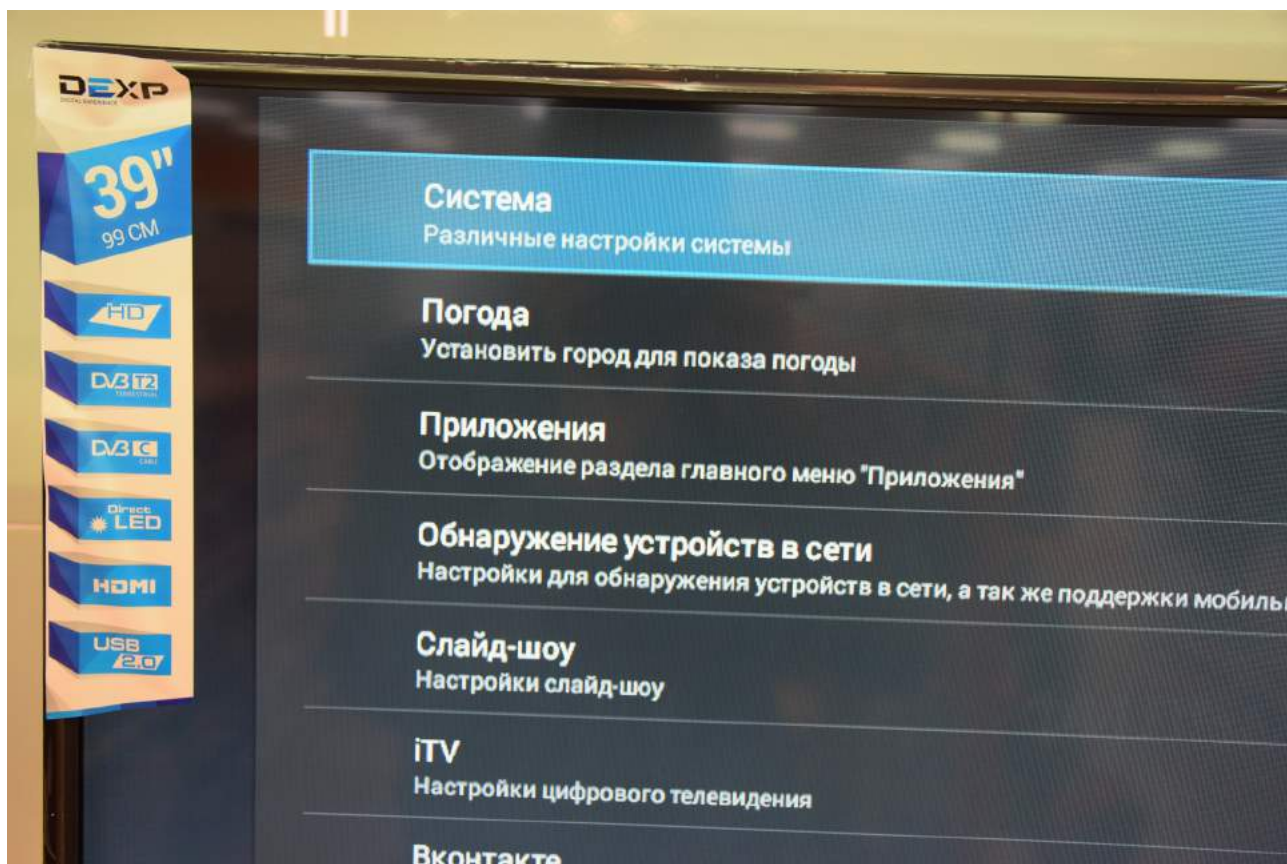 DEXP
39"
99 CM
HD
DVB T2
TERRESTRIAL
DVB C
CABLE
Direct
LED
HDMI
USB
2.0
Система
Различные настройки системы
Погода
Установить город для показа погоды
Приложения
Отображение раздела главного меню "Приложения"
Обнаружение устройств в сети
Настройки для обнаружения устройств в сети, а так же поддержки
Слайд-шоу
Настройки слайд-шоу
iTV
Настройки цифрового телевидения
Вконтакте